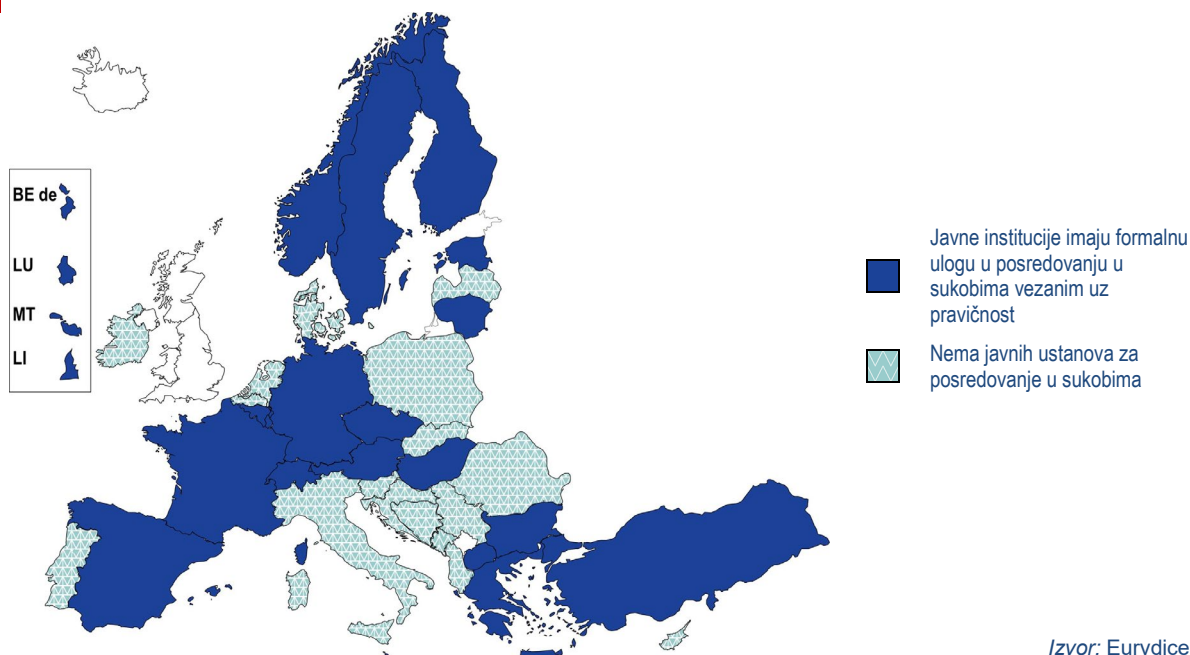 BE de
LU
MT
LI
Javne institucije imaju formalnu
ulogu u posredovanju u
sukobima vezanim uz
pravičnost
Nema javnih ustanova za
posredovanje u sukobima
Izvor: Eurydice